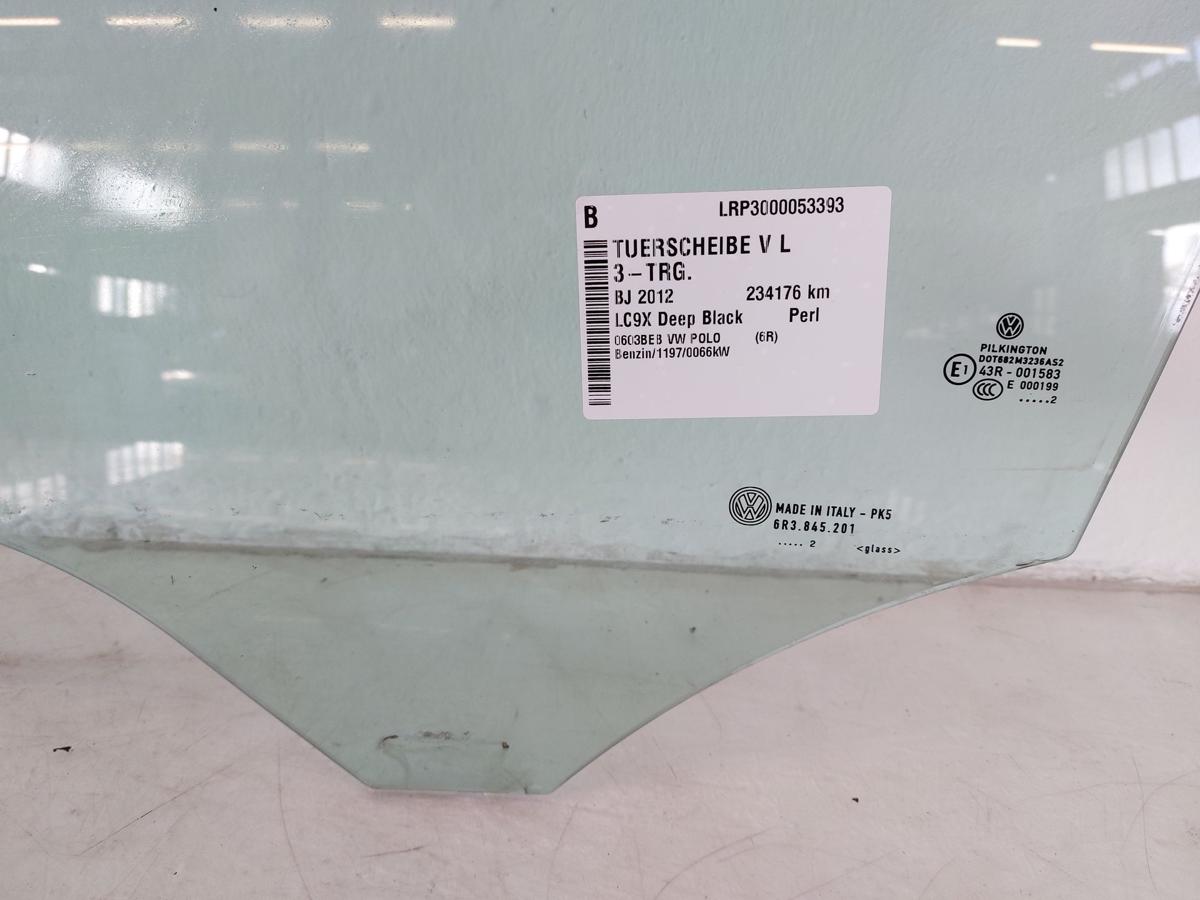 B LRP3000053393
TUERSCHEIBE V L
3-TRG.
BJ 2012 234176 km
LC9X Deep Black Perl
0603BEB VW POLO (6R)
Benzin/1197/0066kW
PILKINGTON
DOT682M3236AS2
E1 43R - 001583
CCC E 000199
.....2
MADE IN ITALY - PK5
6R3.845.201
..... 2 <glass>